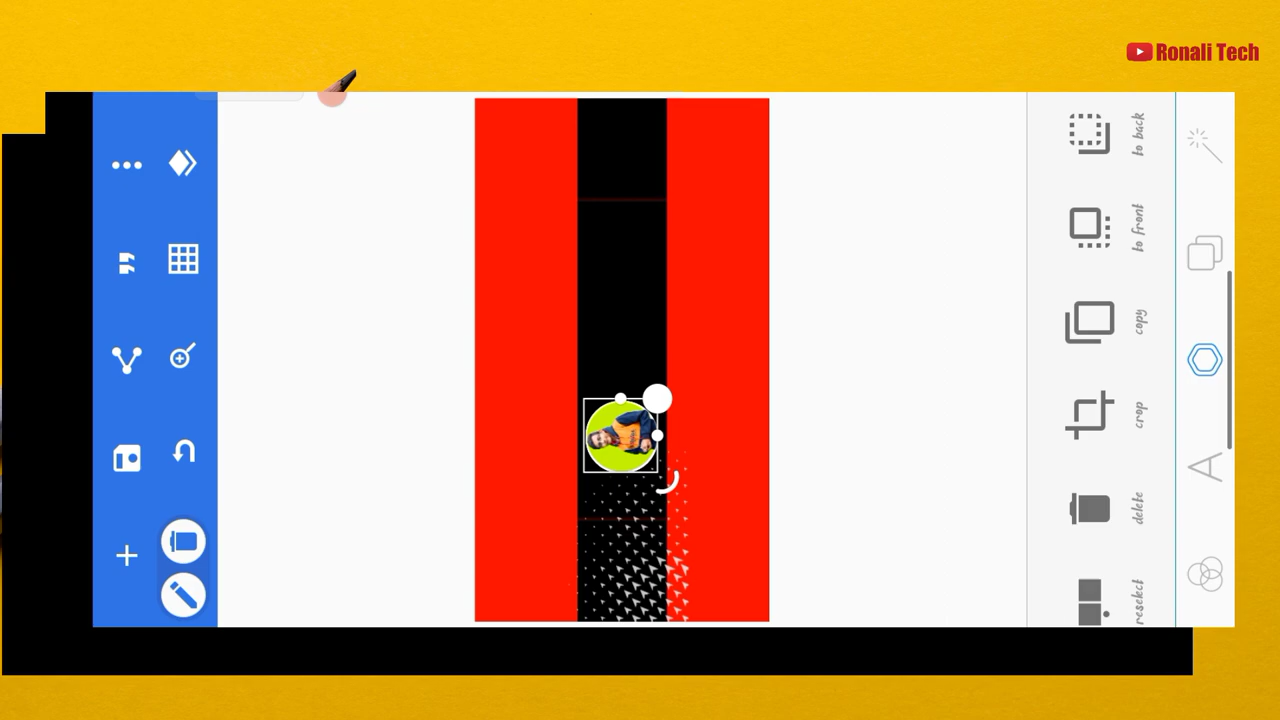 Ronali Tech
to back
to front
copy
crop
delete
reselect